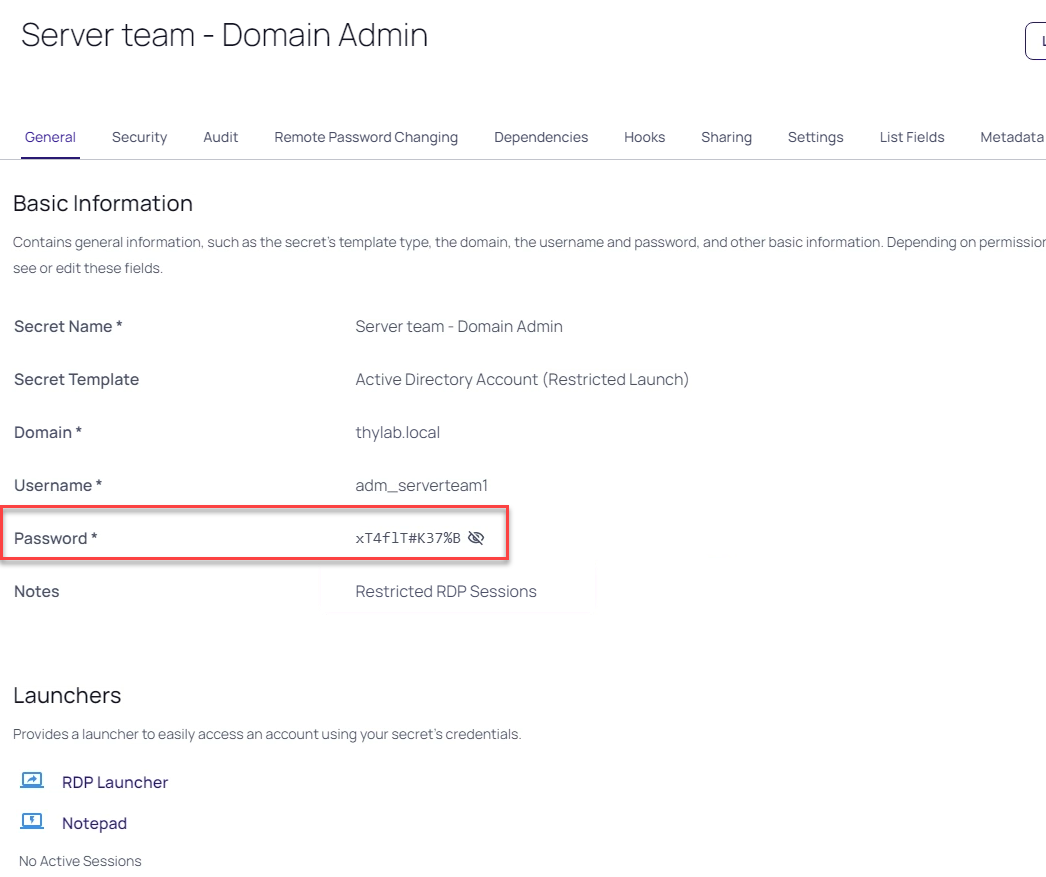 Server team - Domain Admin
General Security Audit Remote Password Changing Dependencies Hooks Sharing Settings List Fields Metadata
Basic Information
Contains general information, such as the secret's template type, the domain, the username and password, and other basic information. Depending on permission
see or edit these fields.
Secret Name * Server team - Domain Admin
Secret Template Active Directory Account (Restricted Launch)
Domain * thylab.local
Username * adm_serverteam1
Password * xT4flT#K37%B
Notes Restricted RDP Sessions
Launchers
Provides a launcher to easily access an account using your secret's credentials.
RDP Launcher
Notepad
No Active Sessions